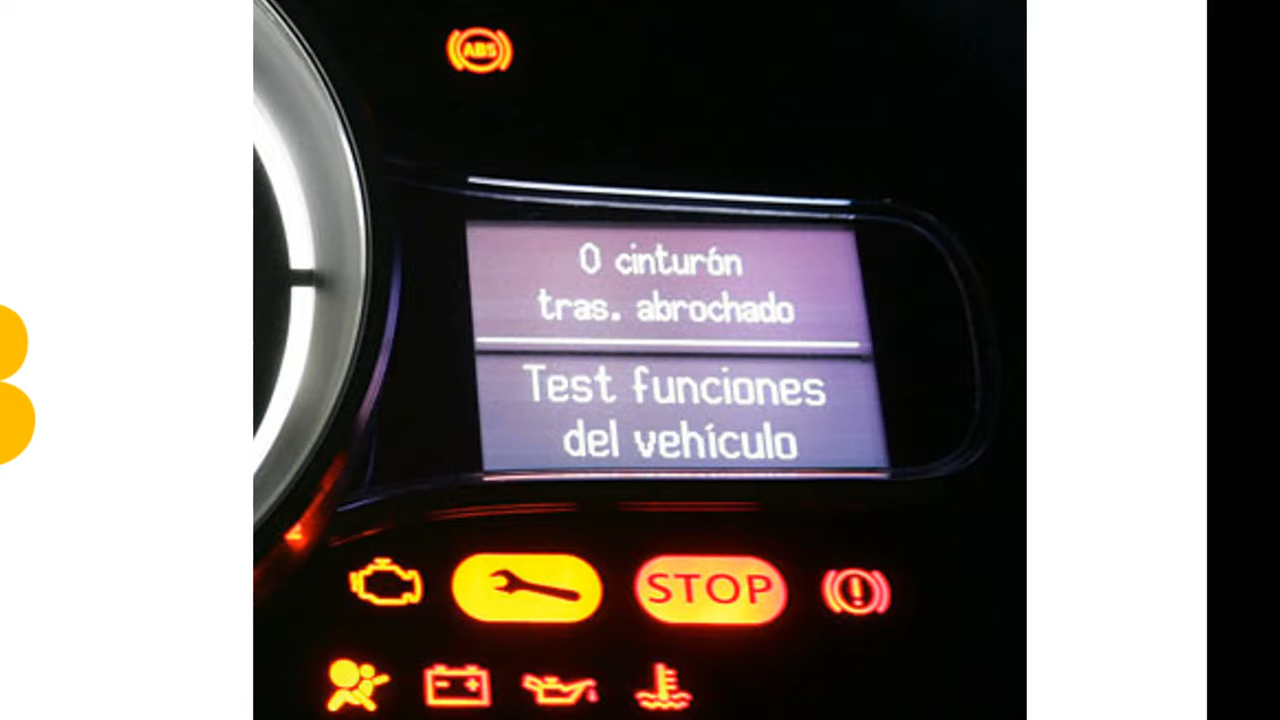 ABS
0 cinturón
tras. abrochado
Test funciones
del vehículo
STOP